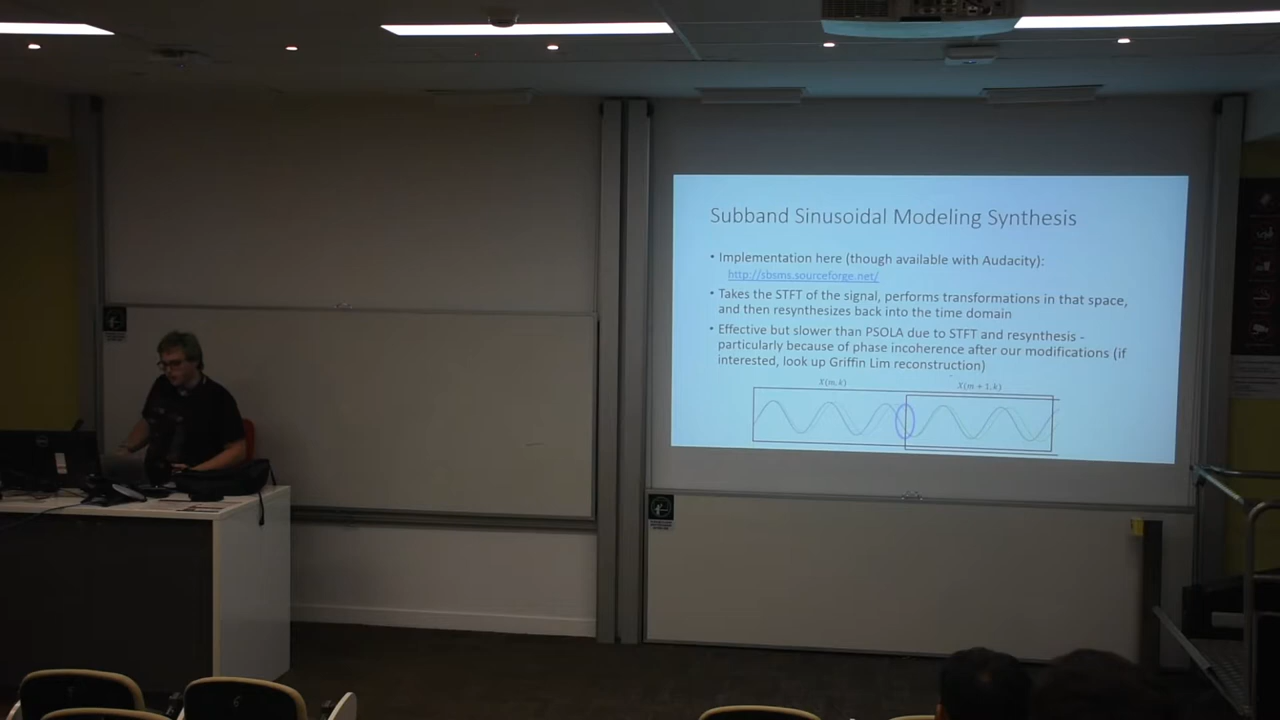 Subband Sinusoidal Modeling Synthesis
• Implementation here (though available with Audacity):
http://sbsms.sourceforge.net/
• Takes the STFT of the signal, performs transformations in that space,
and then resynthesizes back into the time domain
• Effective but slower than PSOLA due to STFT and resynthesis -
particularly because of phase incoherence after our modifications (if
interested, look up Griffin Lim reconstruction)
X(m,k) X(m + 1,k)
6